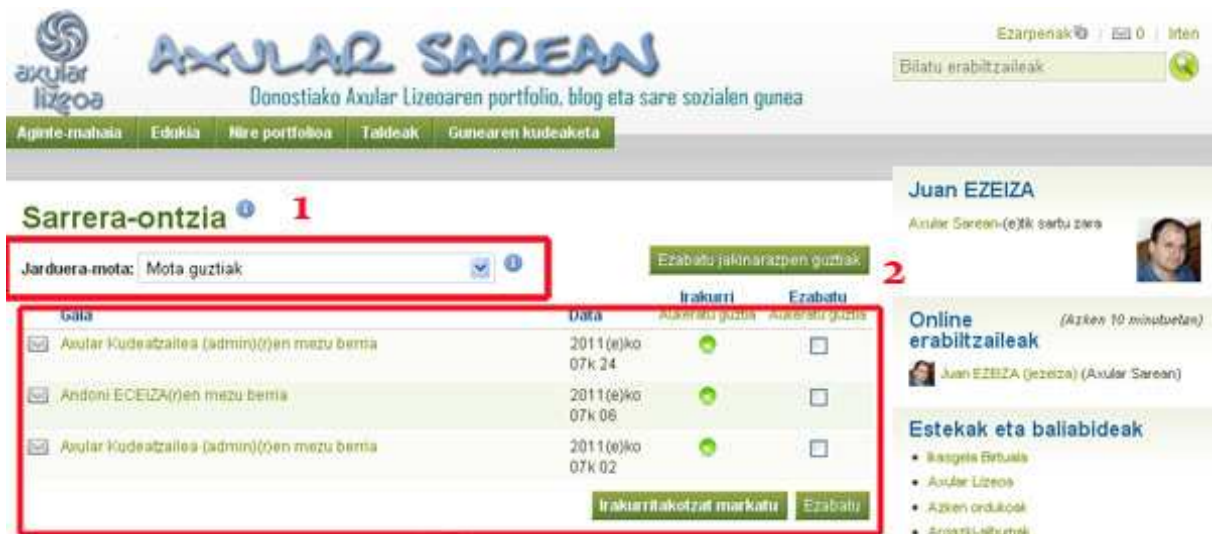 Ezarpenak | 0 | Irten
axular lizeoa
AXULAR SAREAN
Bilatu erabiltzaileak
Donostiako Axular Lizeoaren portfolio, blog eta sare sozialen gunea
Aginte-mahaia Edukia Nire portfolioa Taldeak Gunearen kudeaketa
Sarrera-ontzia 1
Jarduera-mota: Mota guztiak
Ezabatu jakinarazpen guztiak 2
Gaia Data Irakurri Ezabatu
Aukeratu guztia Aukeratu guztia
Axular Kudeatzailea (admin)(r)en mezu berria 2011(e)ko 07k 24
Andoni ECEIZA(r)en mezu berria 2011(e)ko 07k 06
Axular Kudeatzailea (admin)(r)en mezu berria 2011(e)ko 07k 02
Irakurritakotzat markatu Ezabatu
Juan EZEIZA
Axular Sarean-(e)tik sartu zara
Online erabiltzaileak (Azken 10 minutuetan)
Juan EZEIZA (jezeiza) (Axular Sarean)
Estekak eta baliabideak
Ikasgela Birtuala
Axular Lizeoa
Azken ordukoak
Argazki-albumak